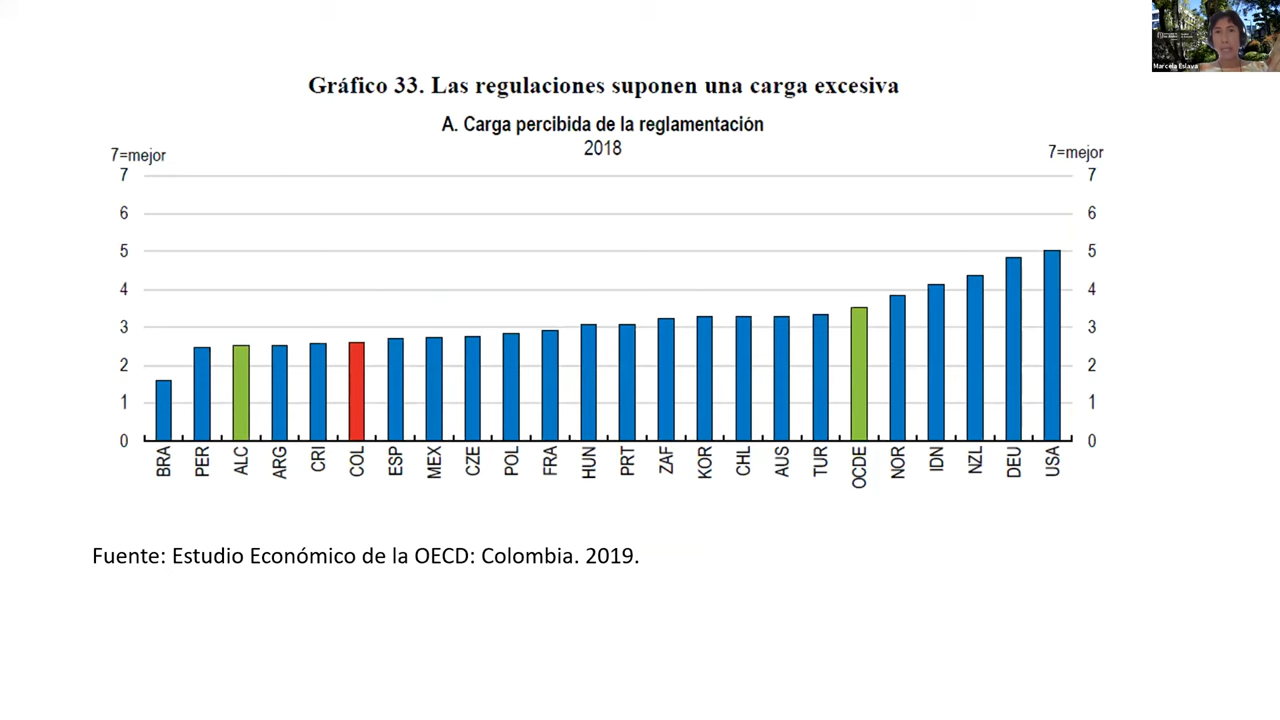 Marcela Eslava
Gráfico 33. Las regulaciones suponen una carga excesiva
A. Carga percibida de la reglamentación
2018
7=mejor
7=mejor
7
7
6
6
5
5
4
4
3
3
2
2
1
1
0
0
BRA
PER
ALC
ARG
CRI
COL
ESP
MEX
CZE
POL
FRA
HUN
PRT
ZAF
KOR
CHL
AUS
TUR
OCDE
NOR
IDN
NZL
DEU
USA
Fuente: Estudio Económico de la OECD: Colombia. 2019.